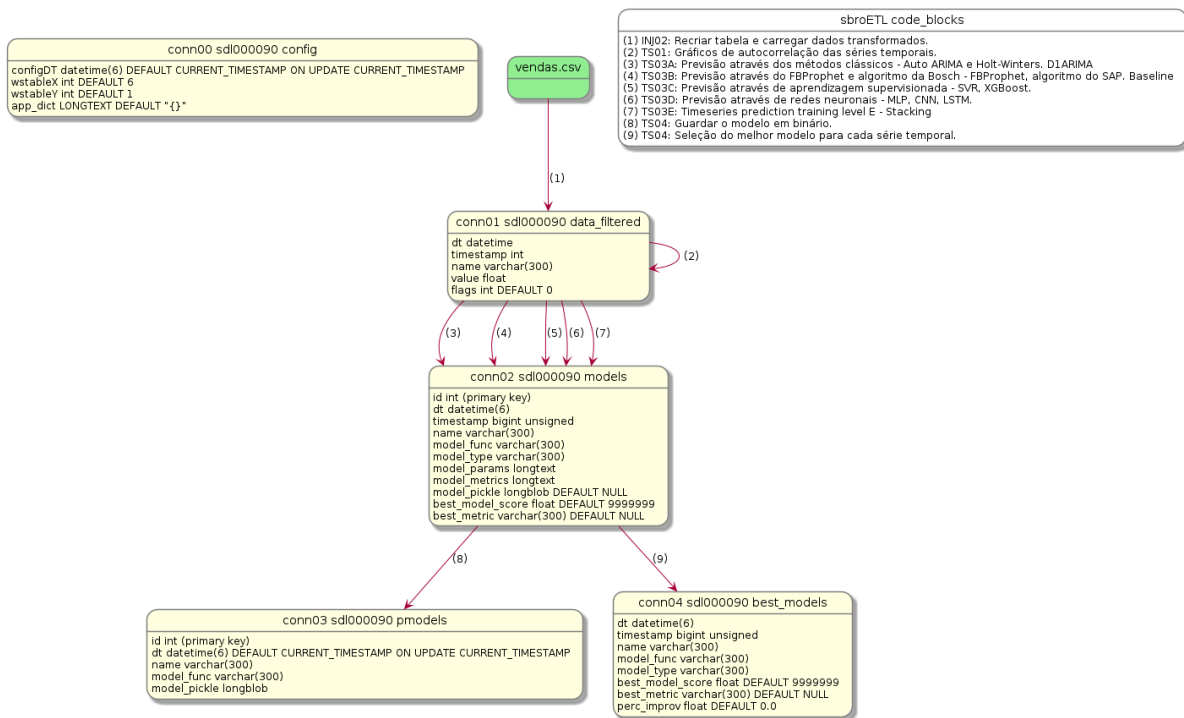 conn00 sdl000090 config
configDT datetime(6) DEFAULT CURRENT_TIMESTAMP ON UPDATE CURRENT_TIMESTAMP
wstableX int DEFAULT 6
wstableY int DEFAULT 1
app_dict LONGTEXT DEFAULT "{}"
vendas.csv
sbroETL code_blocks
(1) INJ02: Recriar tabela e carregar dados transformados.
(2) TS01: Gráficos de autocorrelação das séries temporais.
(3) TS03A: Previsão através dos métodos clássicos - Auto ARIMA e Holt-Winters. D1ARIMA
(4) TS03B: Previsão através do FBProphet e algoritmo da Bosch - FBProphet, algoritmo do SAP. Baseline
(5) TS03C: Previsão através de aprendizagem supervisionada - SVR, XGBoost.
(6) TS03D: Previsão através de redes neuronais - MLP, CNN, LSTM.
(7) TS03E: Timeseries prediction training level E - Stacking
(8) TS04: Guardar o modelo em binário.
(9) TS04: Seleção do melhor modelo para cada série temporal.
(1)
conn01 sdl000090 data_filtered
dt datetime
timestamp int
name varchar(300)
value float
flags int DEFAULT 0
(2)
(3)
(4)
(5)
(6)
(7)
conn02 sdl000090 models
id int (primary key)
dt datetime(6)
timestamp bigint unsigned
name varchar(300)
model_func varchar(300)
model_type varchar(300)
model_params longtext
model_metrics longtext
model_pickle longblob DEFAULT NULL
best_model_score float DEFAULT 9999999
best_metric varchar(300) DEFAULT NULL
(8)
(9)
conn03 sdl000090 pmodels
id int (primary key)
dt datetime(6) DEFAULT CURRENT_TIMESTAMP ON UPDATE CURRENT_TIMESTAMP
name varchar(300)
model_func varchar(300)
model_pickle longblob
conn04 sdl000090 best_models
dt datetime(6)
timestamp bigint unsigned
name varchar(300)
model_func varchar(300)
model_type varchar(300)
best_model_score float DEFAULT 9999999
best_metric varchar(300) DEFAULT NULL
perc_improv float DEFAULT 0.0